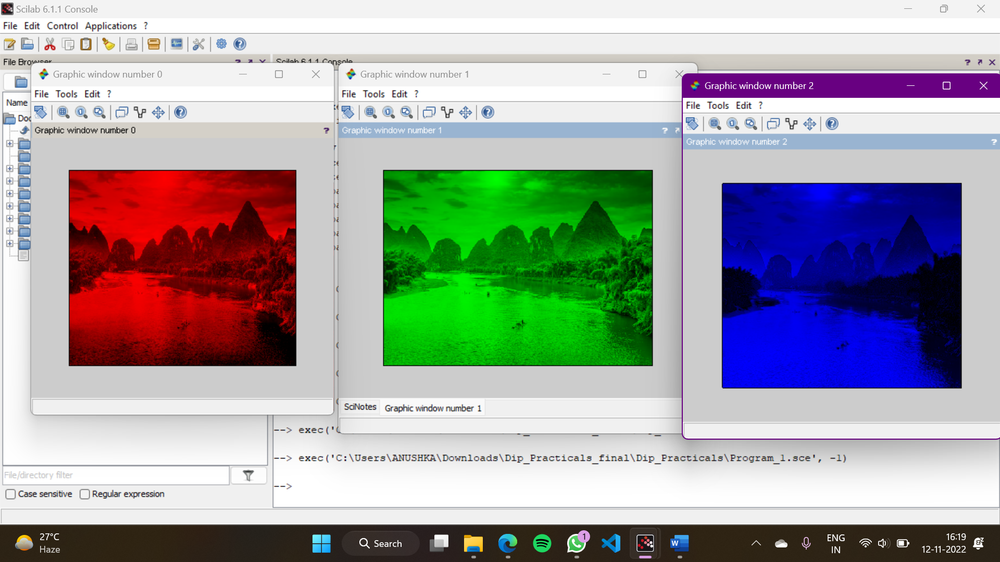 Scilab 6.1.1 Console
File Edit Control Applications ?
File Browser
Scilab 6.1.1 Console
Name
Graphic window number 0
File Tools Edit ?
Graphic window number 0
Graphic window number 1
File Tools Edit ?
Graphic window number 1
SciNotes Graphic window number 1
Graphic window number 2
File Tools Edit ?
Graphic window number 2
--> exec('
--> exec('C:\Users\ANUSHKA\Downloads\Dip_Practicals_final\Dip_Practicals\Program_1.sce', -1)
-->
File/directory filter
Case sensitive Regular expression
27°C
Haze
Search
1
ENG
IN
16:19
12-11-2022